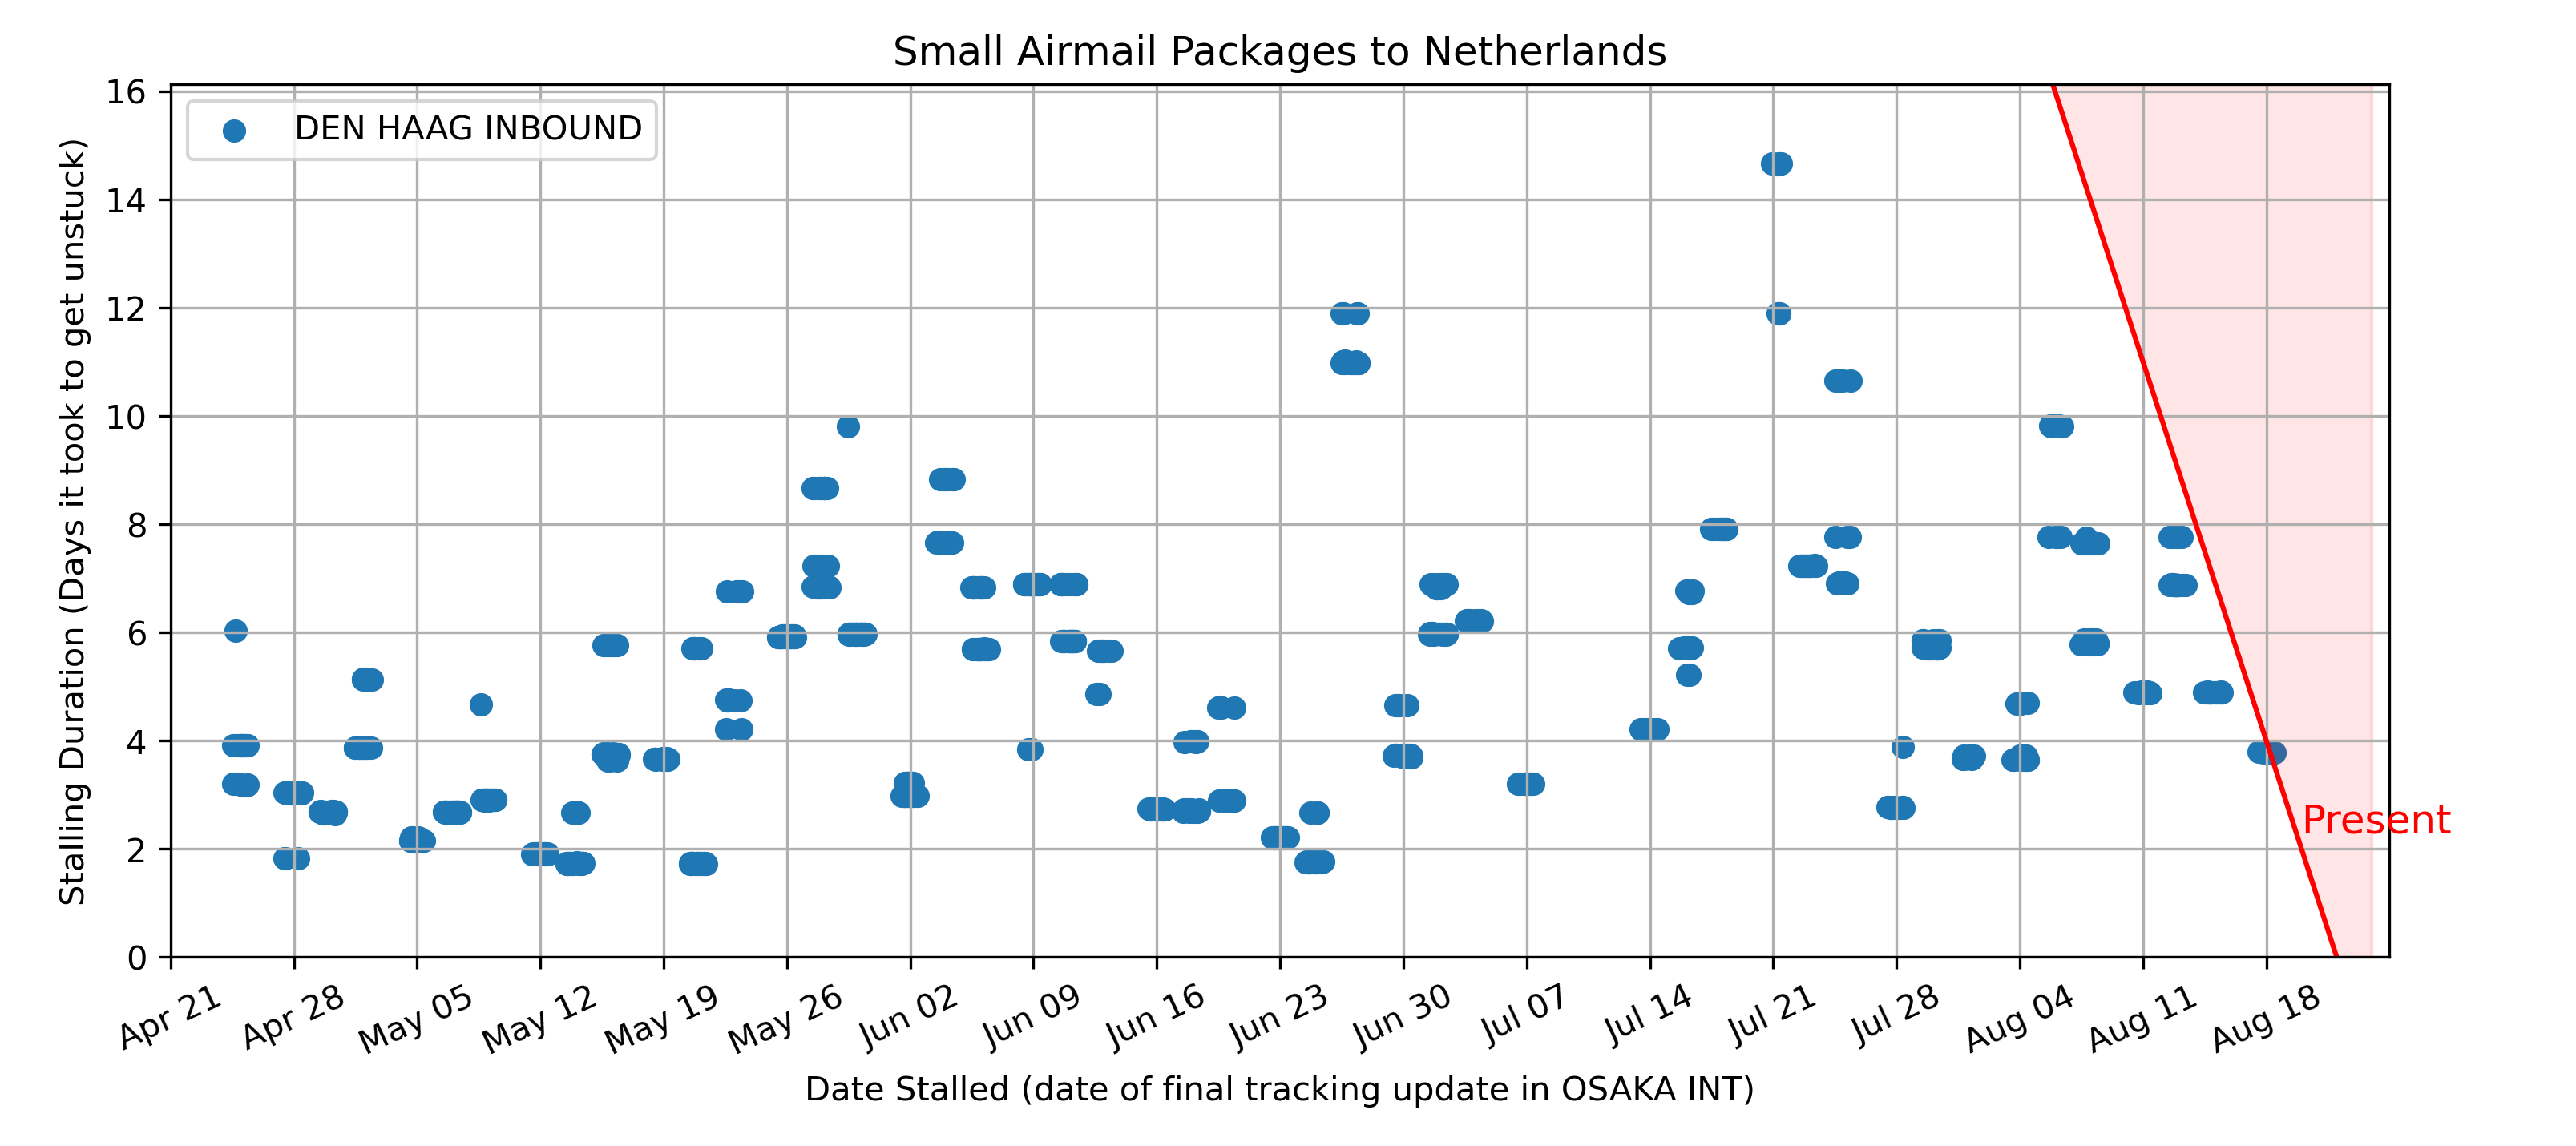 Small Airmail Packages to Netherlands
DEN HAAG INBOUND
Stalling Duration (Days it took to get unstuck)
16
14
12
10
8
6
4
2
0
Present
Apr 21
Apr 28
May 05
May 12
May 19
May 26
Jun 02
Jun 09
Jun 16
Jun 23
Jun 30
Jul 07
Jul 14
Jul 21
Jul 28
Aug 04
Aug 11
Aug 18
Date Stalled (date of final tracking update in OSAKA INT)